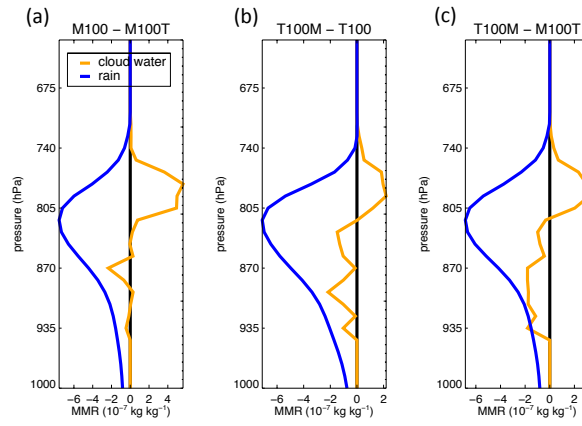 (a)
M100 − M100T
cloud water
rain
675
740
805
870
935
1000
pressure (hPa)
−6 −4 −2 0 2 4
MMR (10⁻⁷ kg kg⁻¹)
(b)
T100M − T100
675
740
805
870
935
1000
pressure (hPa)
−6 −4 −2 0 2
MMR (10⁻⁷ kg kg⁻¹)
(c)
T100M − M100T
675
740
805
870
935
1000
pressure (hPa)
−6 −4 −2 0 2
MMR (10⁻⁷ kg kg⁻¹)